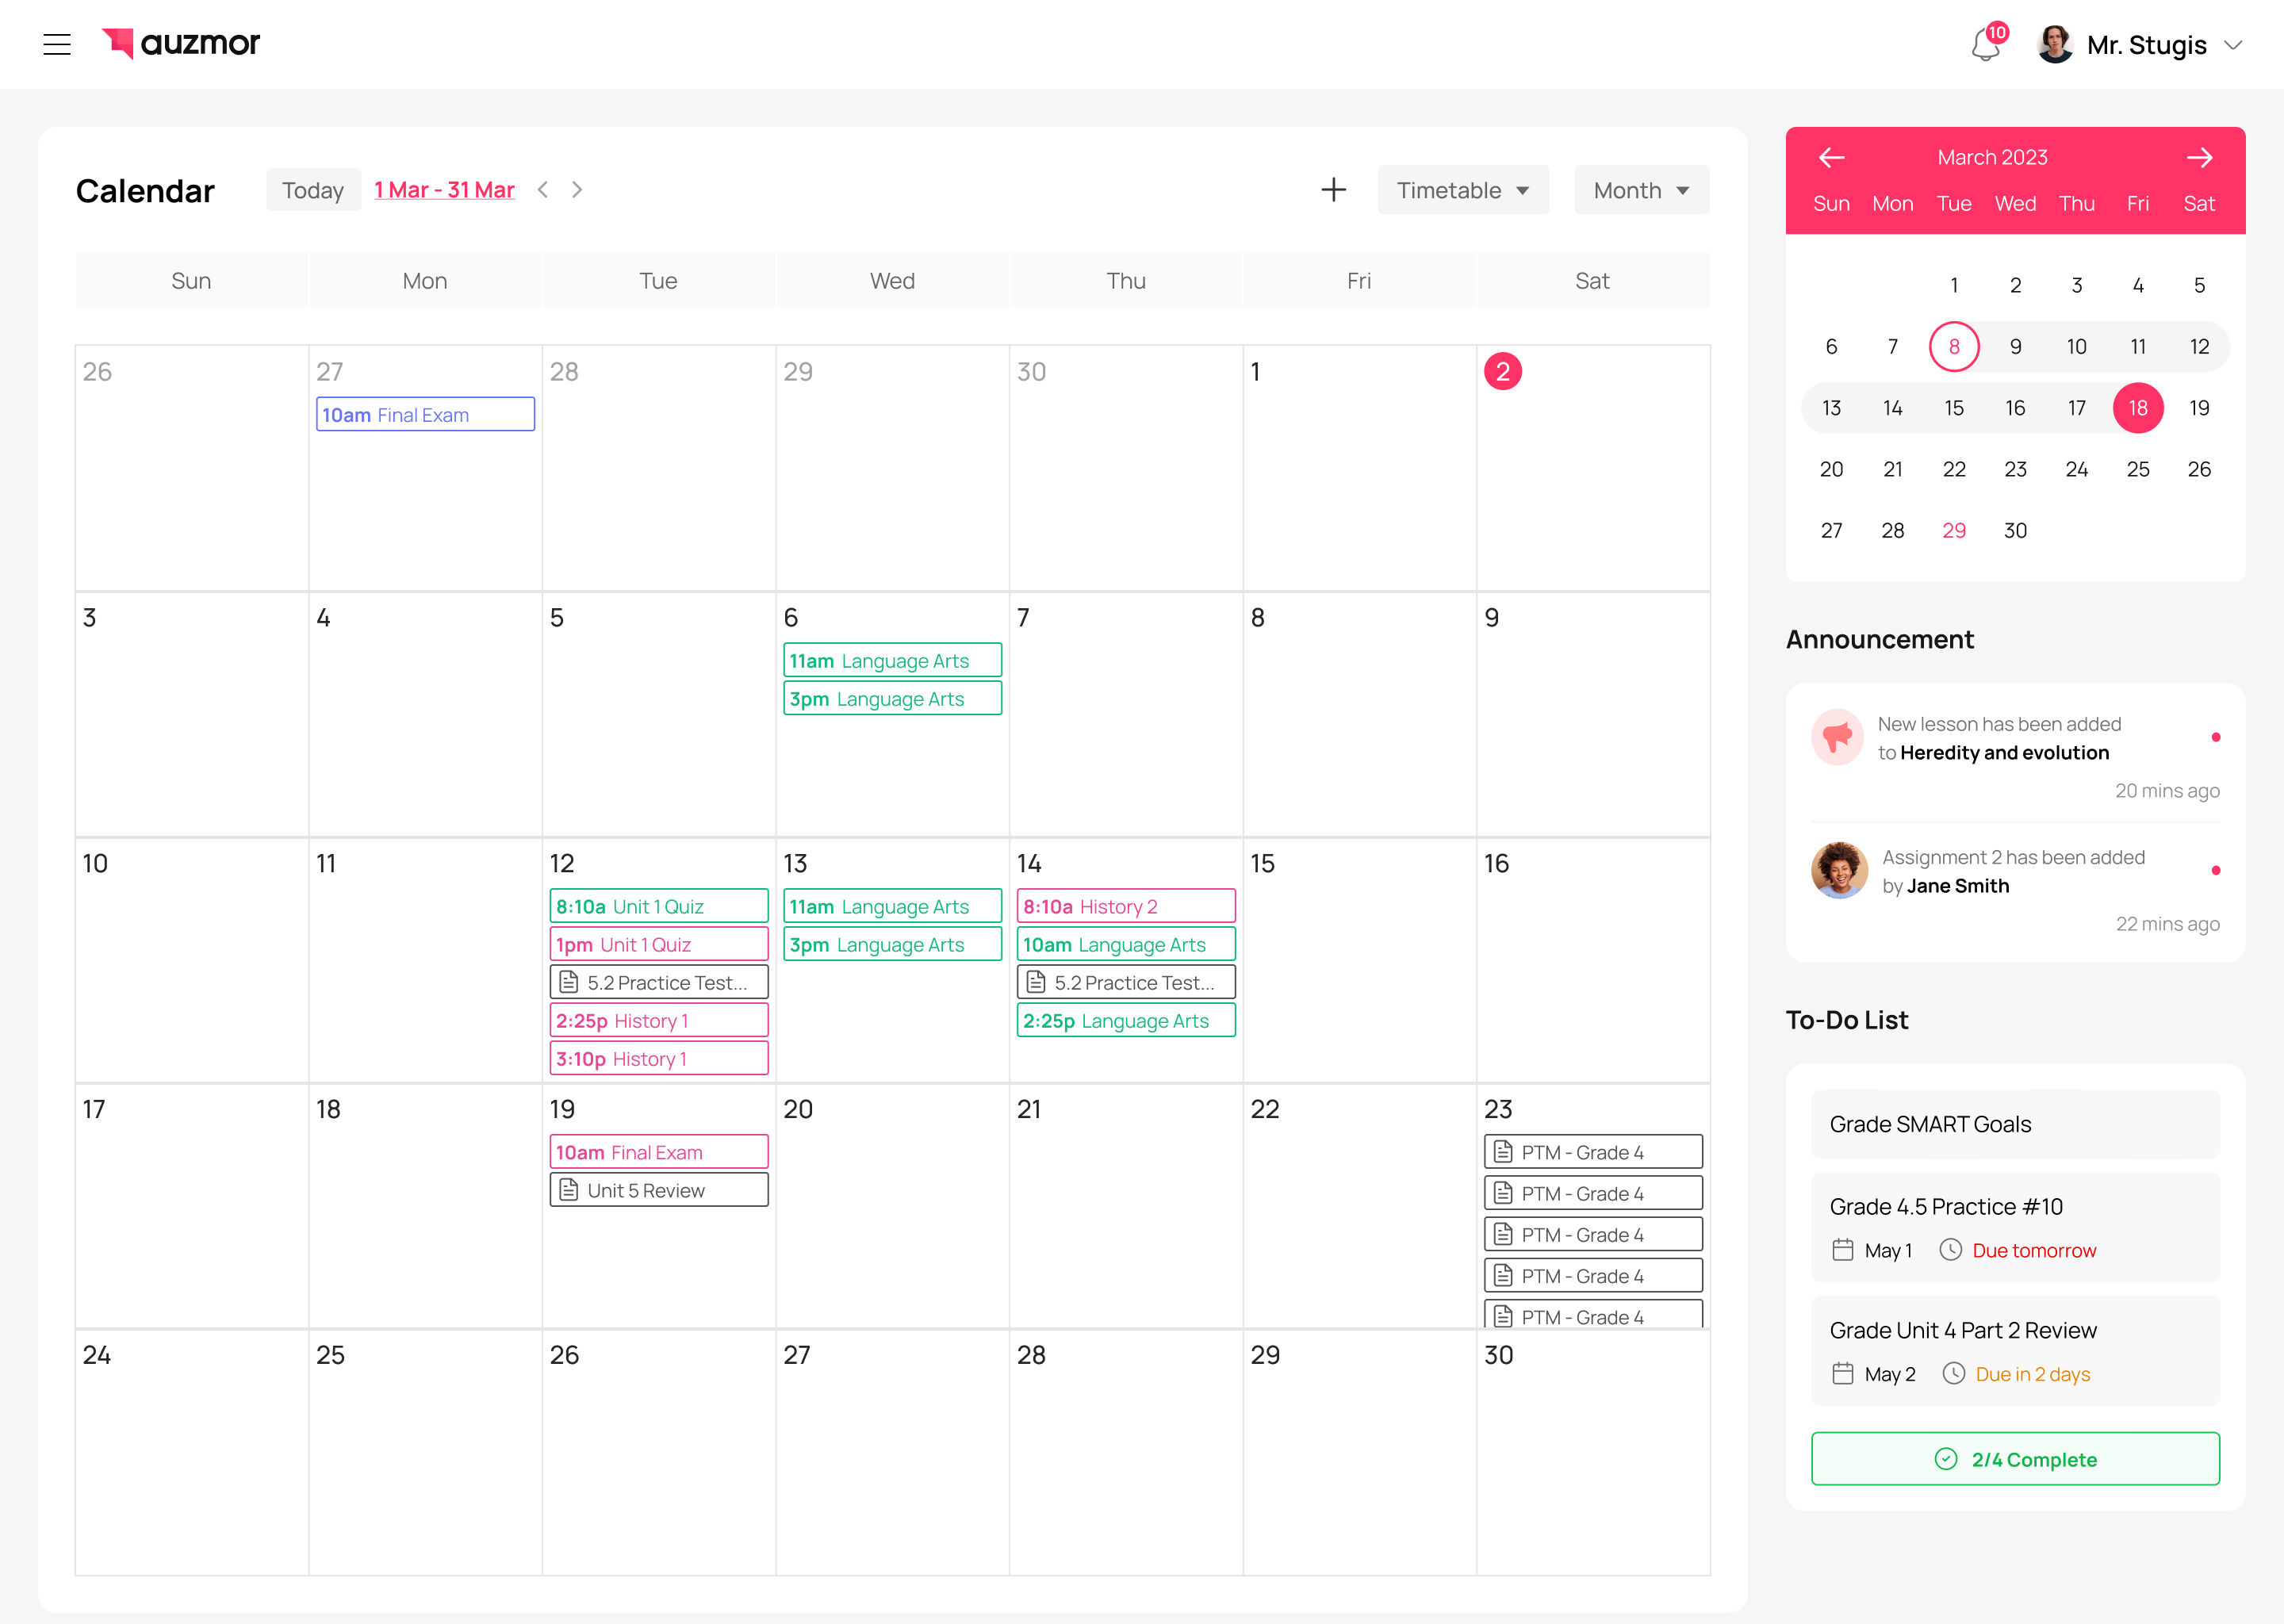 auzmor
10
Mr. Stugis
Calendar
Today
1 Mar - 31 Mar
Timetable
Month
Sun Mon Tue Wed Thu Fri Sat
26 27 28 29 30 1 2
10am Final Exam
3 4 5 6 7 8 9
11am Language Arts
3pm Language Arts
10 11 12 13 14 15 16
8:10a Unit 1 Quiz
1pm Unit 1 Quiz
5.2 Practice Test...
2:25p History 1
3:10p History 1
11am Language Arts
3pm Language Arts
8:10a History 2
10am Language Arts
5.2 Practice Test...
2:25p Language Arts
17 18 19 20 21 22 23
10am Final Exam
Unit 5 Review
PTM - Grade 4
PTM - Grade 4
PTM - Grade 4
PTM - Grade 4
PTM - Grade 4
24 25 26 27 28 29 30
March 2023
Sun Mon Tue Wed Thu Fri Sat
1 2 3 4 5
6 7 8 9 10 11 12
13 14 15 16 17 18 19
20 21 22 23 24 25 26
27 28 29 30
Announcement
New lesson has been added
to Heredity and evolution
20 mins ago
Assignment 2 has been added
by Jane Smith
22 mins ago
To-Do List
Grade SMART Goals
Grade 4.5 Practice #10
May 1 Due tomorrow
Grade Unit 4 Part 2 Review
May 2 Due in 2 days
2/4 Complete